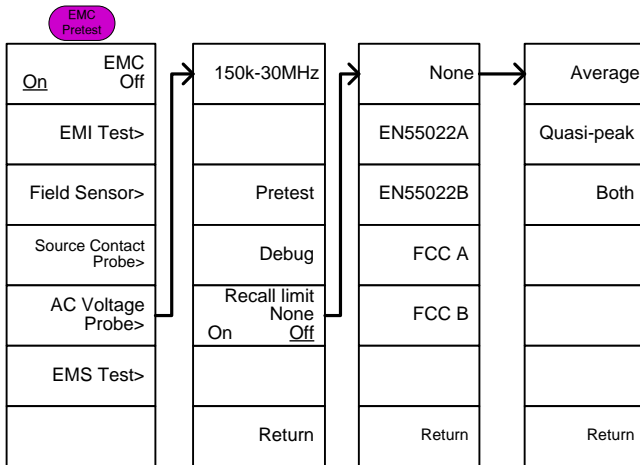 EMC
Pretest
EMC
On Off
EMI Test>
Field Sensor>
Source Contact
Probe>
AC Voltage
Probe>
EMS Test>
150k-30MHz
Pretest
Debug
Recall limit
None
On Off
Return
None
EN55022A
EN55022B
FCC A
FCC B
Return
Average
Quasi-peak
Both
Return